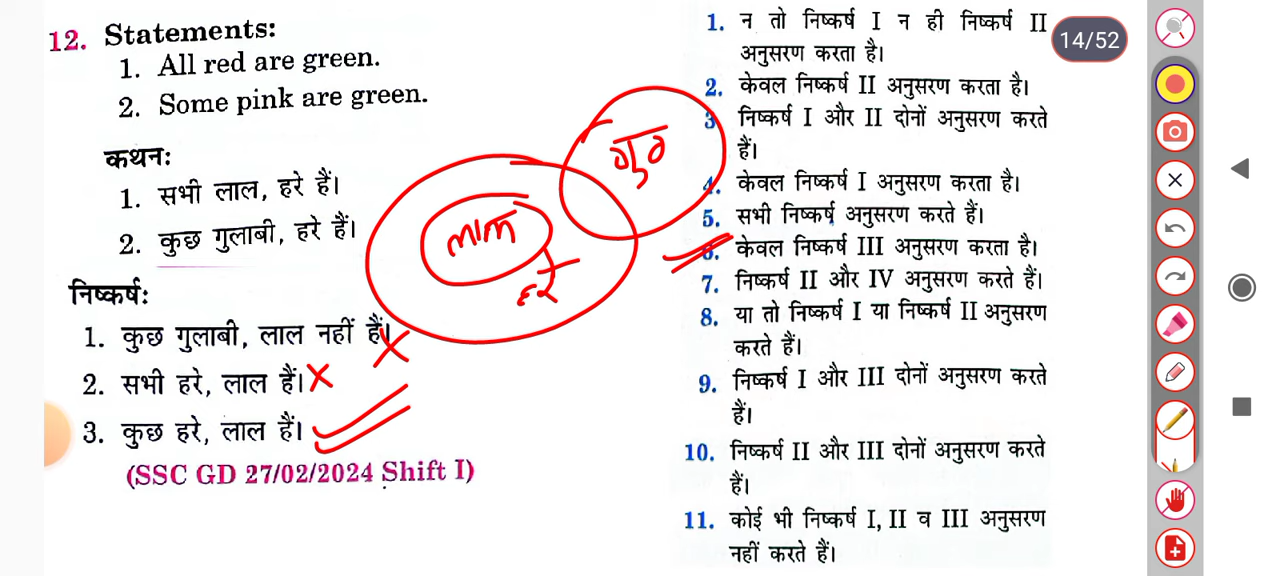 12. Statements:
1. All red are green.
2. Some pink are green.
कथन:
1. सभी लाल, हरे हैं।
2. कुछ गुलाबी, हरे हैं।
निष्कर्ष:
1. कुछ गुलाबी, लाल नहीं हैं।
2. सभी हरे, लाल हैं।
3. कुछ हरे, लाल हैं।
(SSC GD 27/02/2024 Shift I)
लाल
हरे
गुला
1. न तो निष्कर्ष I न ही निष्कर्ष II
अनुसरण करता है।
2. केवल निष्कर्ष II अनुसरण करता है।
3 निष्कर्ष I और II दोनों अनुसरण करते
हैं।
4. केवल निष्कर्ष I अनुसरण करता है।
5. सभी निष्कर्ष अनुसरण करते हैं।
6. केवल निष्कर्ष III अनुसरण करता है।
7. निष्कर्ष II और IV अनुसरण करते हैं।
8. या तो निष्कर्ष I या निष्कर्ष II अनुसरण
करते हैं।
9. निष्कर्ष I और III दोनों अनुसरण करते
हैं।
10. निष्कर्ष II और III दोनों अनुसरण करते
हैं।
11. कोई भी निष्कर्ष I, II व III अनुसरण
नहीं करते हैं।
14/52